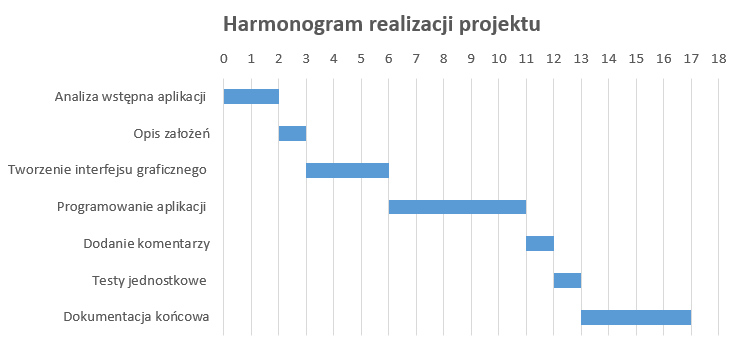 Harmonogram realizacji projektu
0 1 2 3 4 5 6 7 8 9 10 11 12 13 14 15 16 17 18
Analiza wstępna aplikacji
Opis założeń
Tworzenie interfejsu graficznego
Programowanie aplikacji
Dodanie komentarzy
Testy jednostkowe
Dokumentacja końcowa